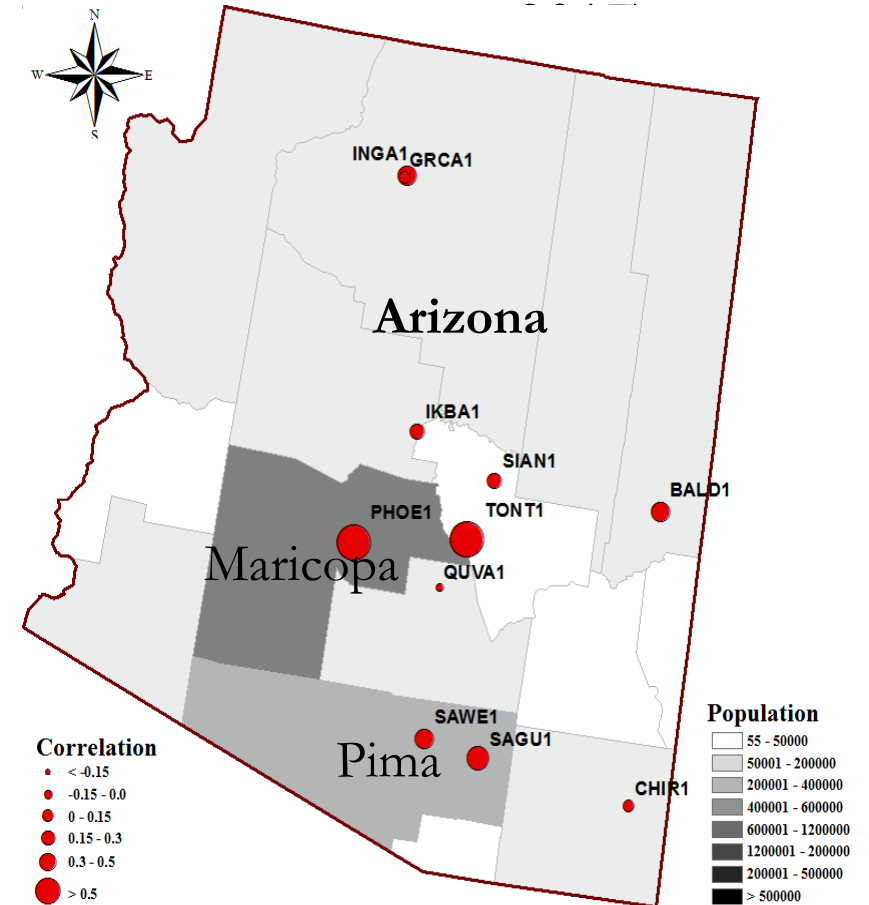 N
W E
S
INGA1 GRCA1
Arizona
IKBA1
SIAN1
BALD1
PHOE1 TONT1
Maricopa
QUVA1
SAWE1
SAGU1
Pima
CHIR1
Correlation
< -0.15
-0.15 - 0.0
0 - 0.15
0.15 - 0.3
0.3 - 0.5
> 0.5
Population
55 - 50000
50001 - 200000
200001 - 400000
400001 - 600000
600001 - 1200000
1200001 - 200000
200001 - 500000
> 500000